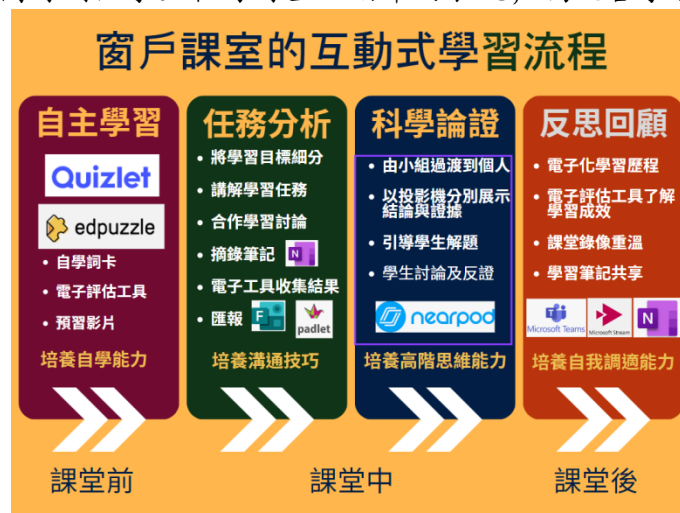 窗戶課室的互動式學習流程
自主學習
Quizlet
edpuzzle
• 自學詞卡
• 電子評估工具
• 預習影片
培養自學能力
任務分析
• 將學習目標細分
• 講解學習任務
• 合作學習討論
• 摘錄筆記
N
• 電子工具收集結果
• 匯報
F
padlet
培養溝通技巧
科學論證
• 由小組過渡到個人
• 以投影機分別展示
結論與證據
• 引導學生解題
• 學生討論及反證
nearpod
培養高階思維能力
反思回顧
• 電子化學習歷程
• 電子評估工具了解
學習成效
• 課堂錄像重溫
• 學習筆記共享
Microsoft Teams
Microsoft Stream
N
培養自我調適能力
課堂前
課堂中
課堂後